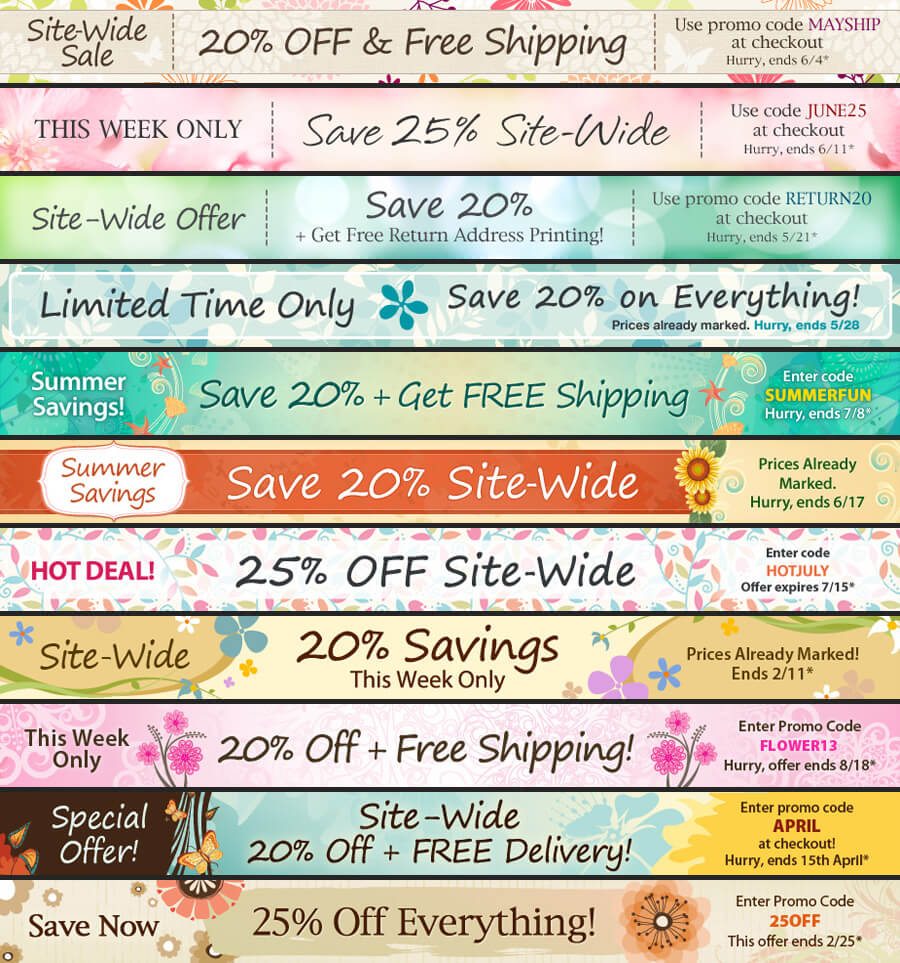 Site-Wide
Sale
20% OFF & Free Shipping
Use promo code MAYSHIP
at checkout
Hurry, ends 6/4*
THIS WEEK ONLY
Save 25% Site-Wide
Use code JUNE25
at checkout
Hurry, ends 6/11*
Site-Wide Offer
Save 20%
+ Get Free Return Address Printing!
Use promo code RETURN20
at checkout
Hurry, ends 5/21*
Limited Time Only
Save 20% on Everything!
Prices already marked. Hurry, ends 5/28
Summer
Savings!
Save 20% + Get FREE Shipping
Enter code
SUMMERFUN
Hurry, ends 7/8*
Summer
Savings
Save 20% Site-Wide
Prices Already
Marked.
Hurry, ends 6/17
HOT DEAL!
25% OFF Site-Wide
Enter code
HOTJULY
Offer expires 7/15*
Site-Wide
20% Savings
This Week Only
Prices Already Marked!
Ends 2/11*
This Week
Only
20% Off + Free Shipping!
Enter Promo Code
FLOWER13
Hurry, offer ends 8/18*
Special
Offer!
Site-Wide
20% Off + FREE Delivery!
Enter promo code
APRIL
at checkout!
Hurry, ends 15th April*
Save Now
25% Off Everything!
Enter Promo Code
25OFF
This offer ends 2/25*